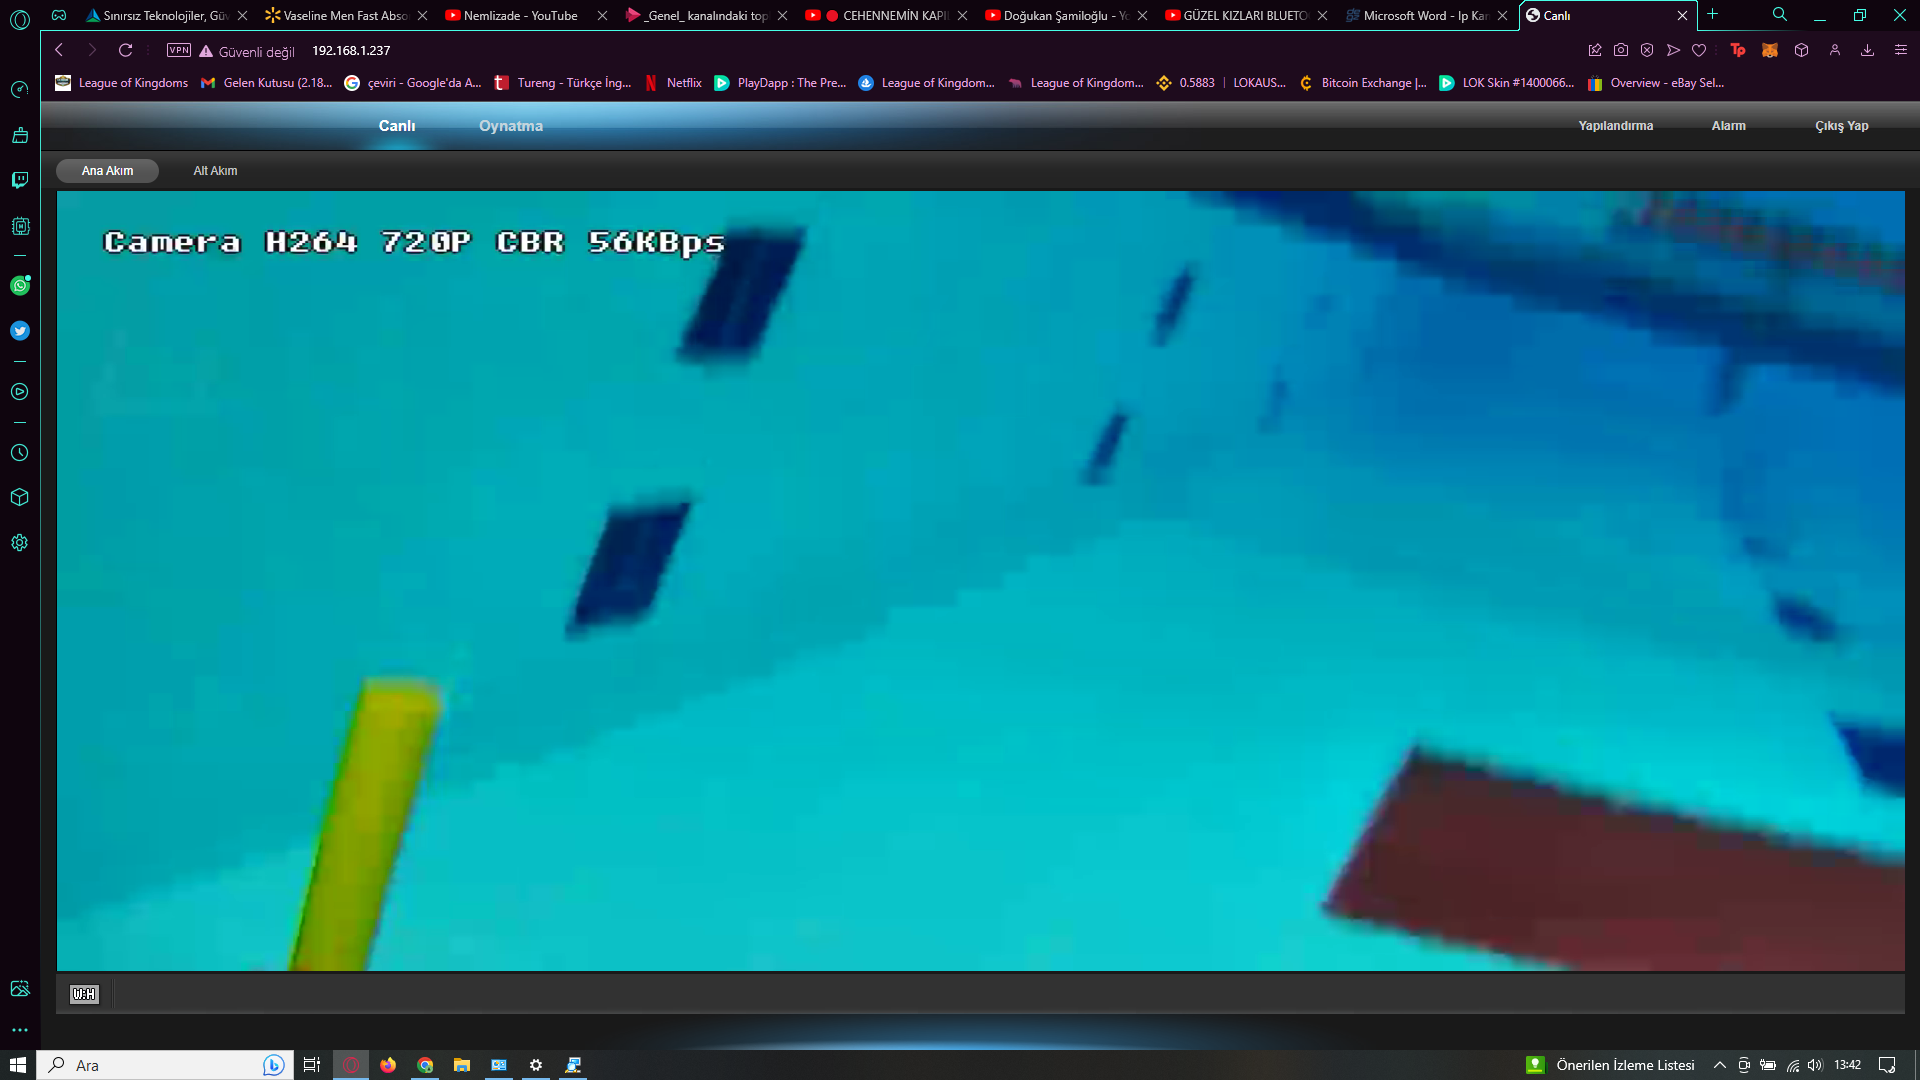 Sınırsız Teknolojiler, Gü
Vaseline Men Fast Abso
Nemlizade - YouTube
_Genel_ kanalındaki top
CEHENNEMİN KAPI
Doğukan Şamiloğlu - Yo
GÜZEL KIZLARI BLUETO
Microsoft Word - Ip Kar
Canlı
VPN
Güvenli değil
192.168.1.237
League of Kingdoms
Gelen Kutusu (2.18...
çeviri - Google'da A...
Tureng - Türkçe İng...
Netflix
PlayDapp : The Pre...
League of Kingdom...
League of Kingdom...
0.5883 | LOKAUS...
Bitcoin Exchange |...
LOK Skin #1400066...
Overview - eBay Sel...
Canlı
Oynatma
Yapılandırma
Alarm
Çıkış Yap
Ana Akım
Alt Akım
Camera H264 720P CBR 56KBps
W:H
Ara
Önerilen İzleme Listesi
13:42